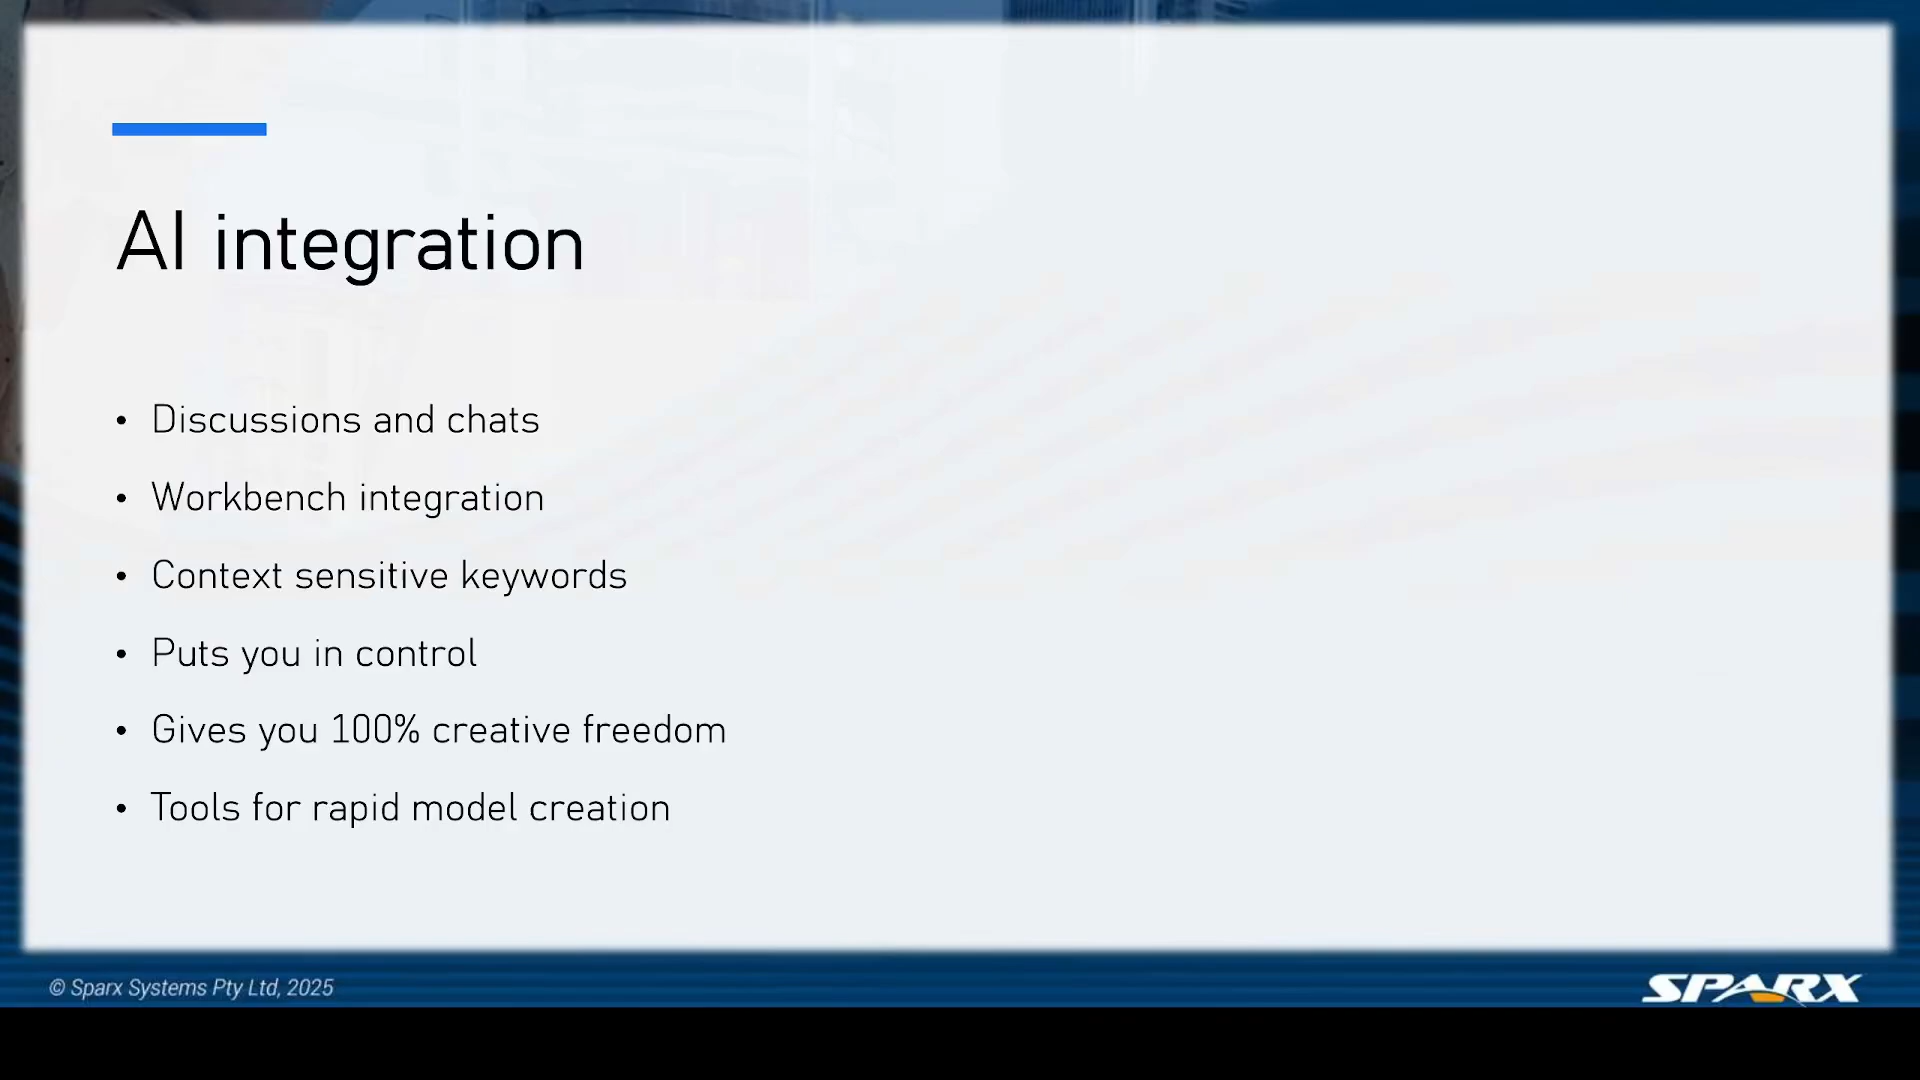 AI integration
• Discussions and chats
• Workbench integration
• Context sensitive keywords
• Puts you in control
• Gives you 100% creative freedom
• Tools for rapid model creation
© Sparx Systems Pty Ltd, 2025
SPARX